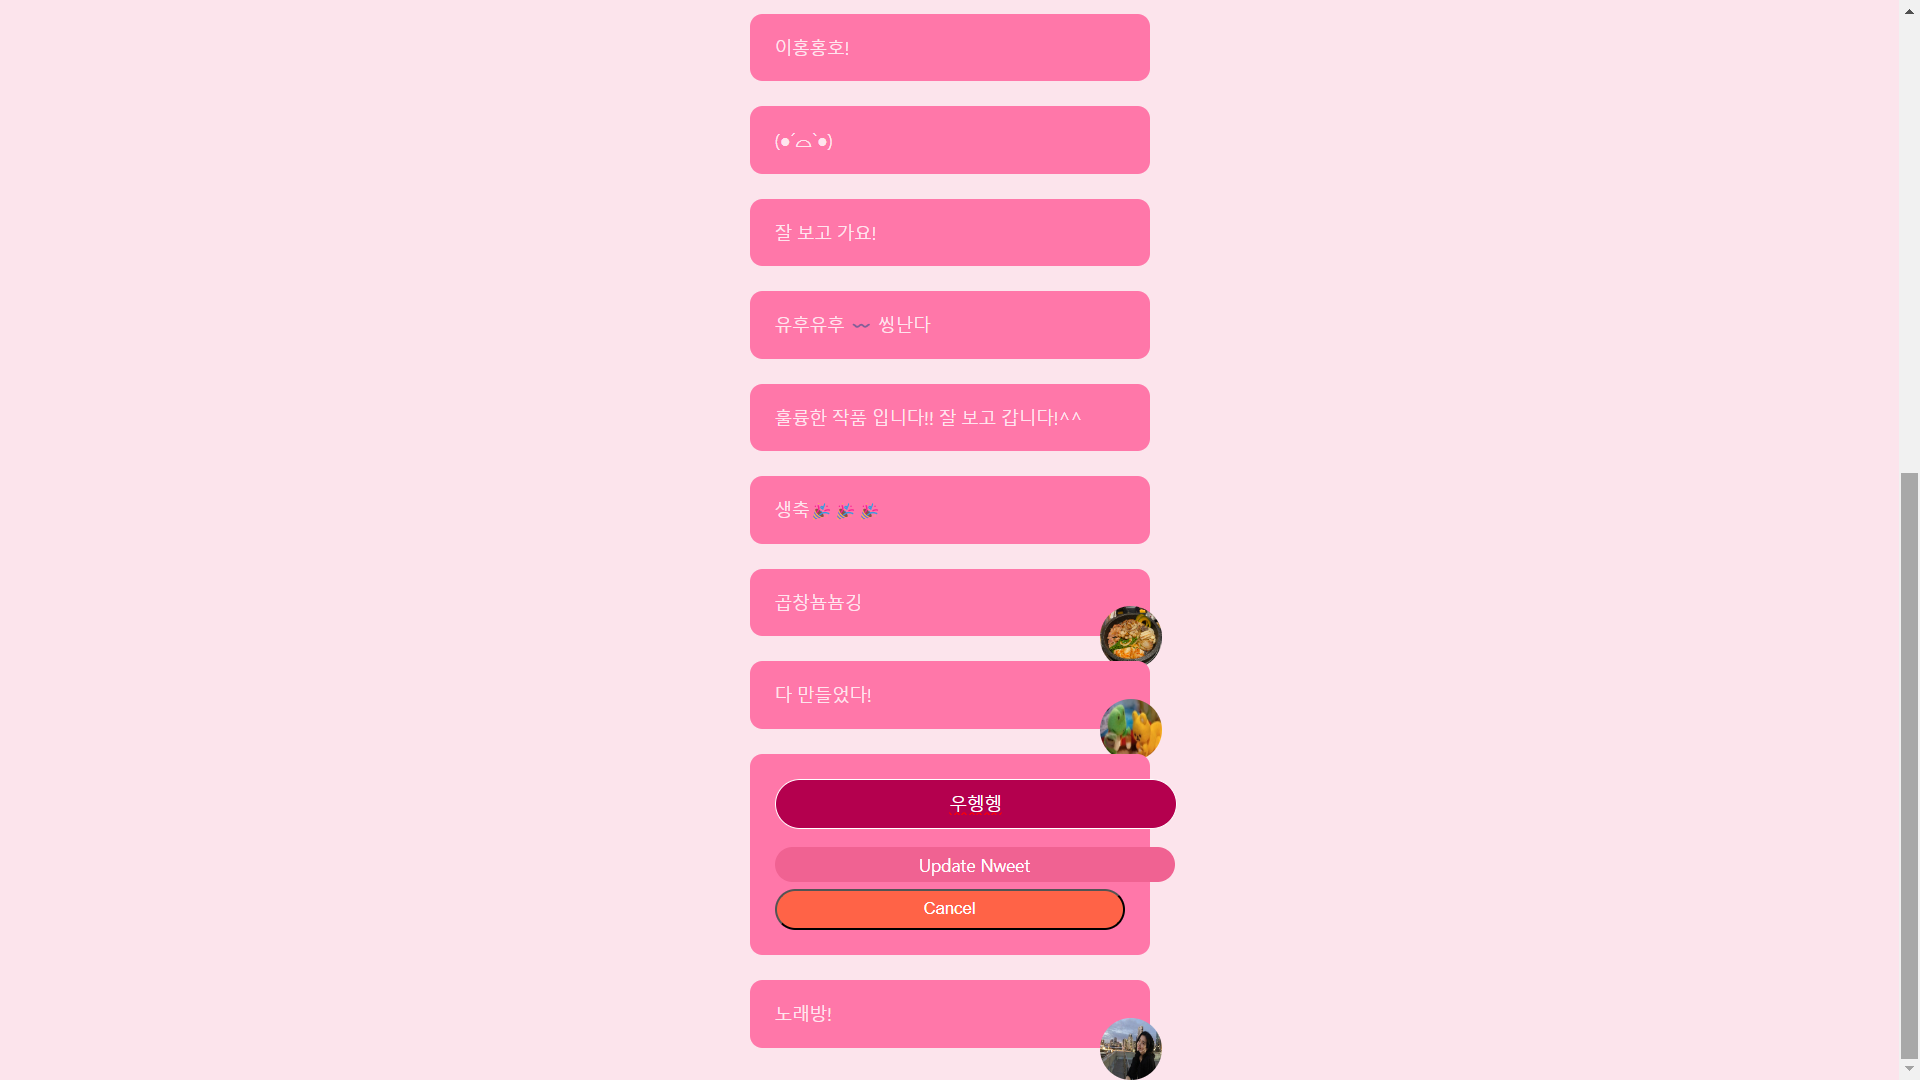 이홍홍호!
(●´⌓`●)
잘 보고 가요!
유후유후 〰️ 씽난다
훌륭한 작품 입니다!! 잘 보고 갑니다!^^
생축🎉🎉🎉
곱창뇸뇸깅
다 만들었다!
우헹헹
Update Nweet
Cancel
노래방!